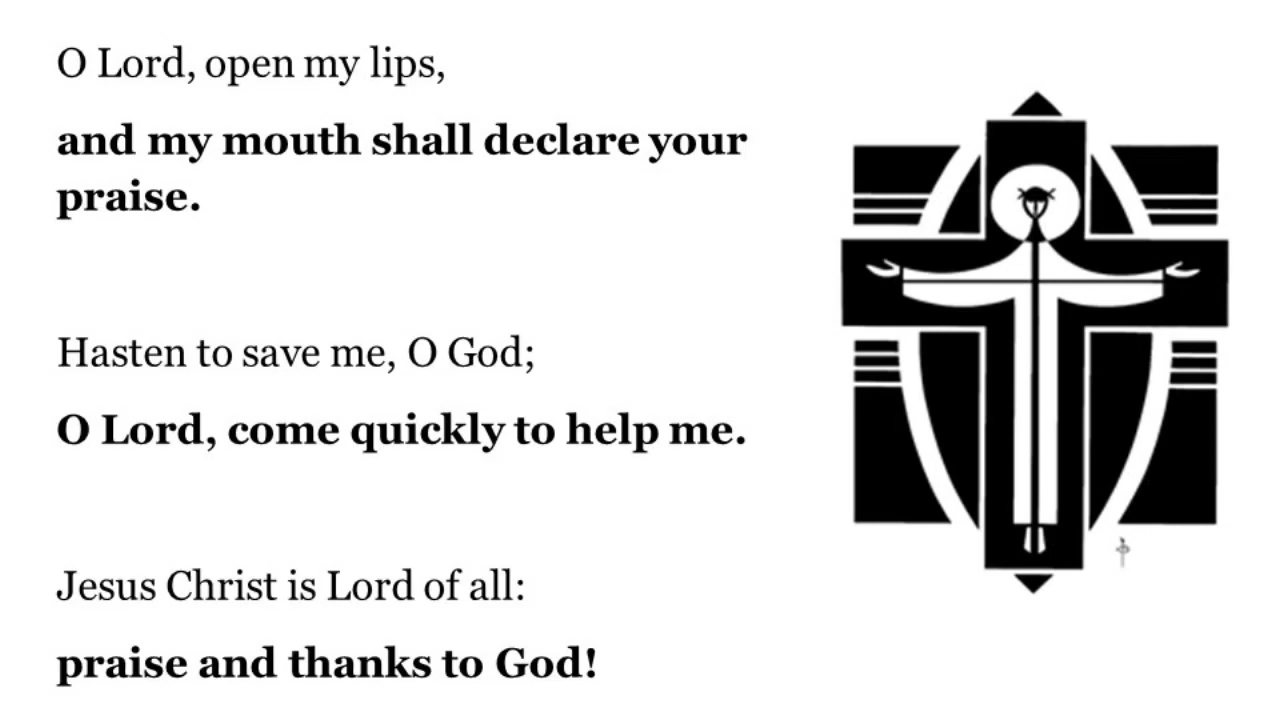 O Lord, open my lips,
and my mouth shall declare your
praise.
Hasten to save me, O God;
O Lord, come quickly to help me.
Jesus Christ is Lord of all:
praise and thanks to God!